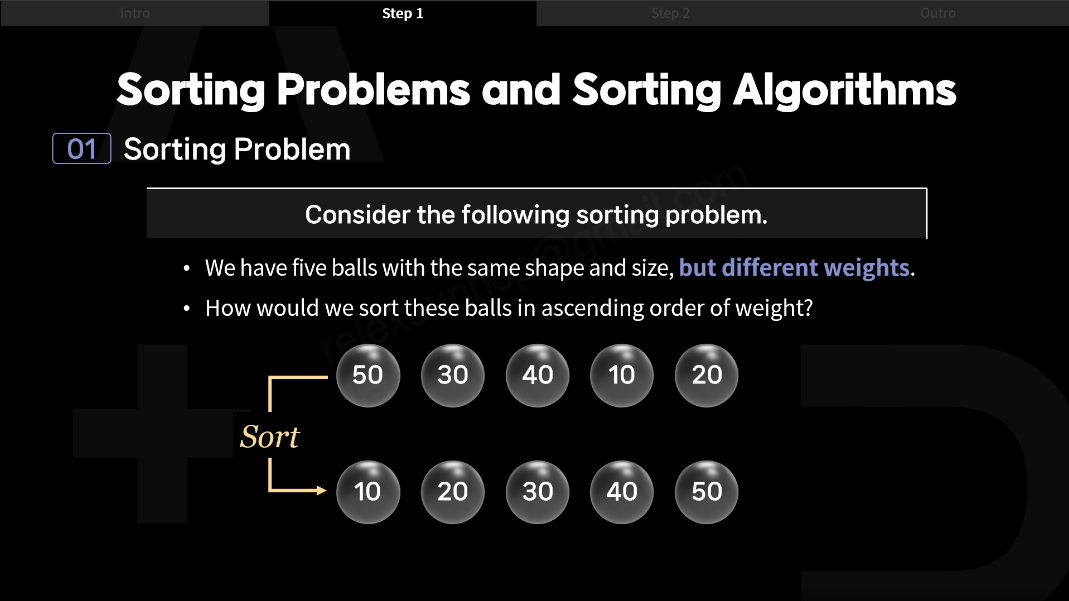 Intro
Step 1
Step 2
Outro
Sorting Problems and Sorting Algorithms
01 Sorting Problem
Consider the following sorting problem.
• We have five balls with the same shape and size, but different weights.
• How would we sort these balls in ascending order of weight?
50 30 40 10 20
Sort
10 20 30 40 50